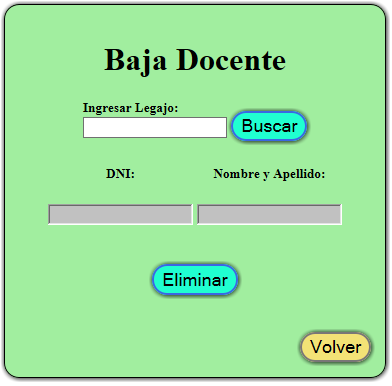 Baja Docente
Ingresar Legajo:
Buscar
DNI: Nombre y Apellido:
Eliminar
Volver